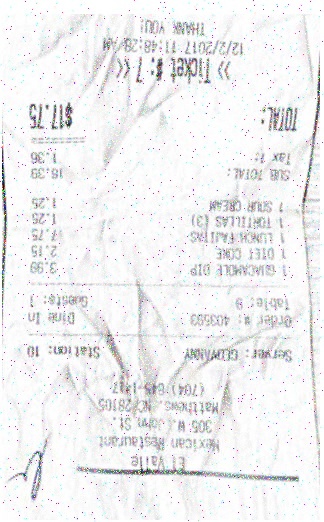 El Valle
Mexican Restaurant
305 W. John St.
Matthews, NC 28105
(704) 845-1
Server: GEOVANNY Station: 10
Order #: 403593 Dine In
Table: 9 Guests:
1 GUACAMOLE DIP 3.99
1 DIET COKE 2.15
1 LUNCH FAJITAS 7.75
1 TORTILLAS (3) 1.25
1 SOUR CREAM 1.25
SUB TOTAL: 16.39
Tax 1: 1.36
TOTAL: $17.75
>> Ticket #: 7 <<
12/2/2017 11:48:28 AM
THANK YOU!